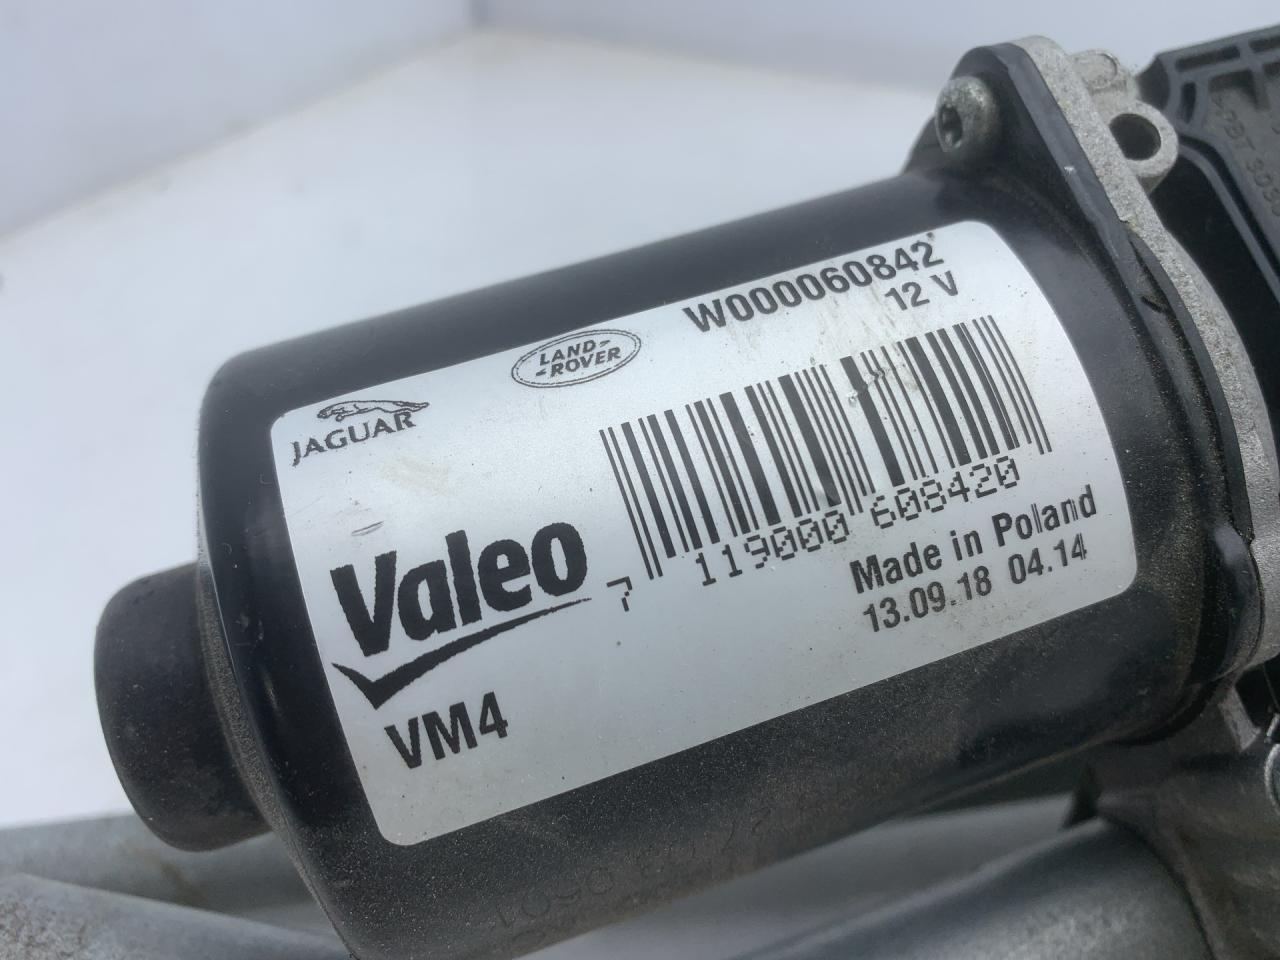 W000060842
12 V
LAND-
-ROVER
JAGUAR
7 119000 608420
Made in Poland
13.09.18 04.14
Valeo
VM4